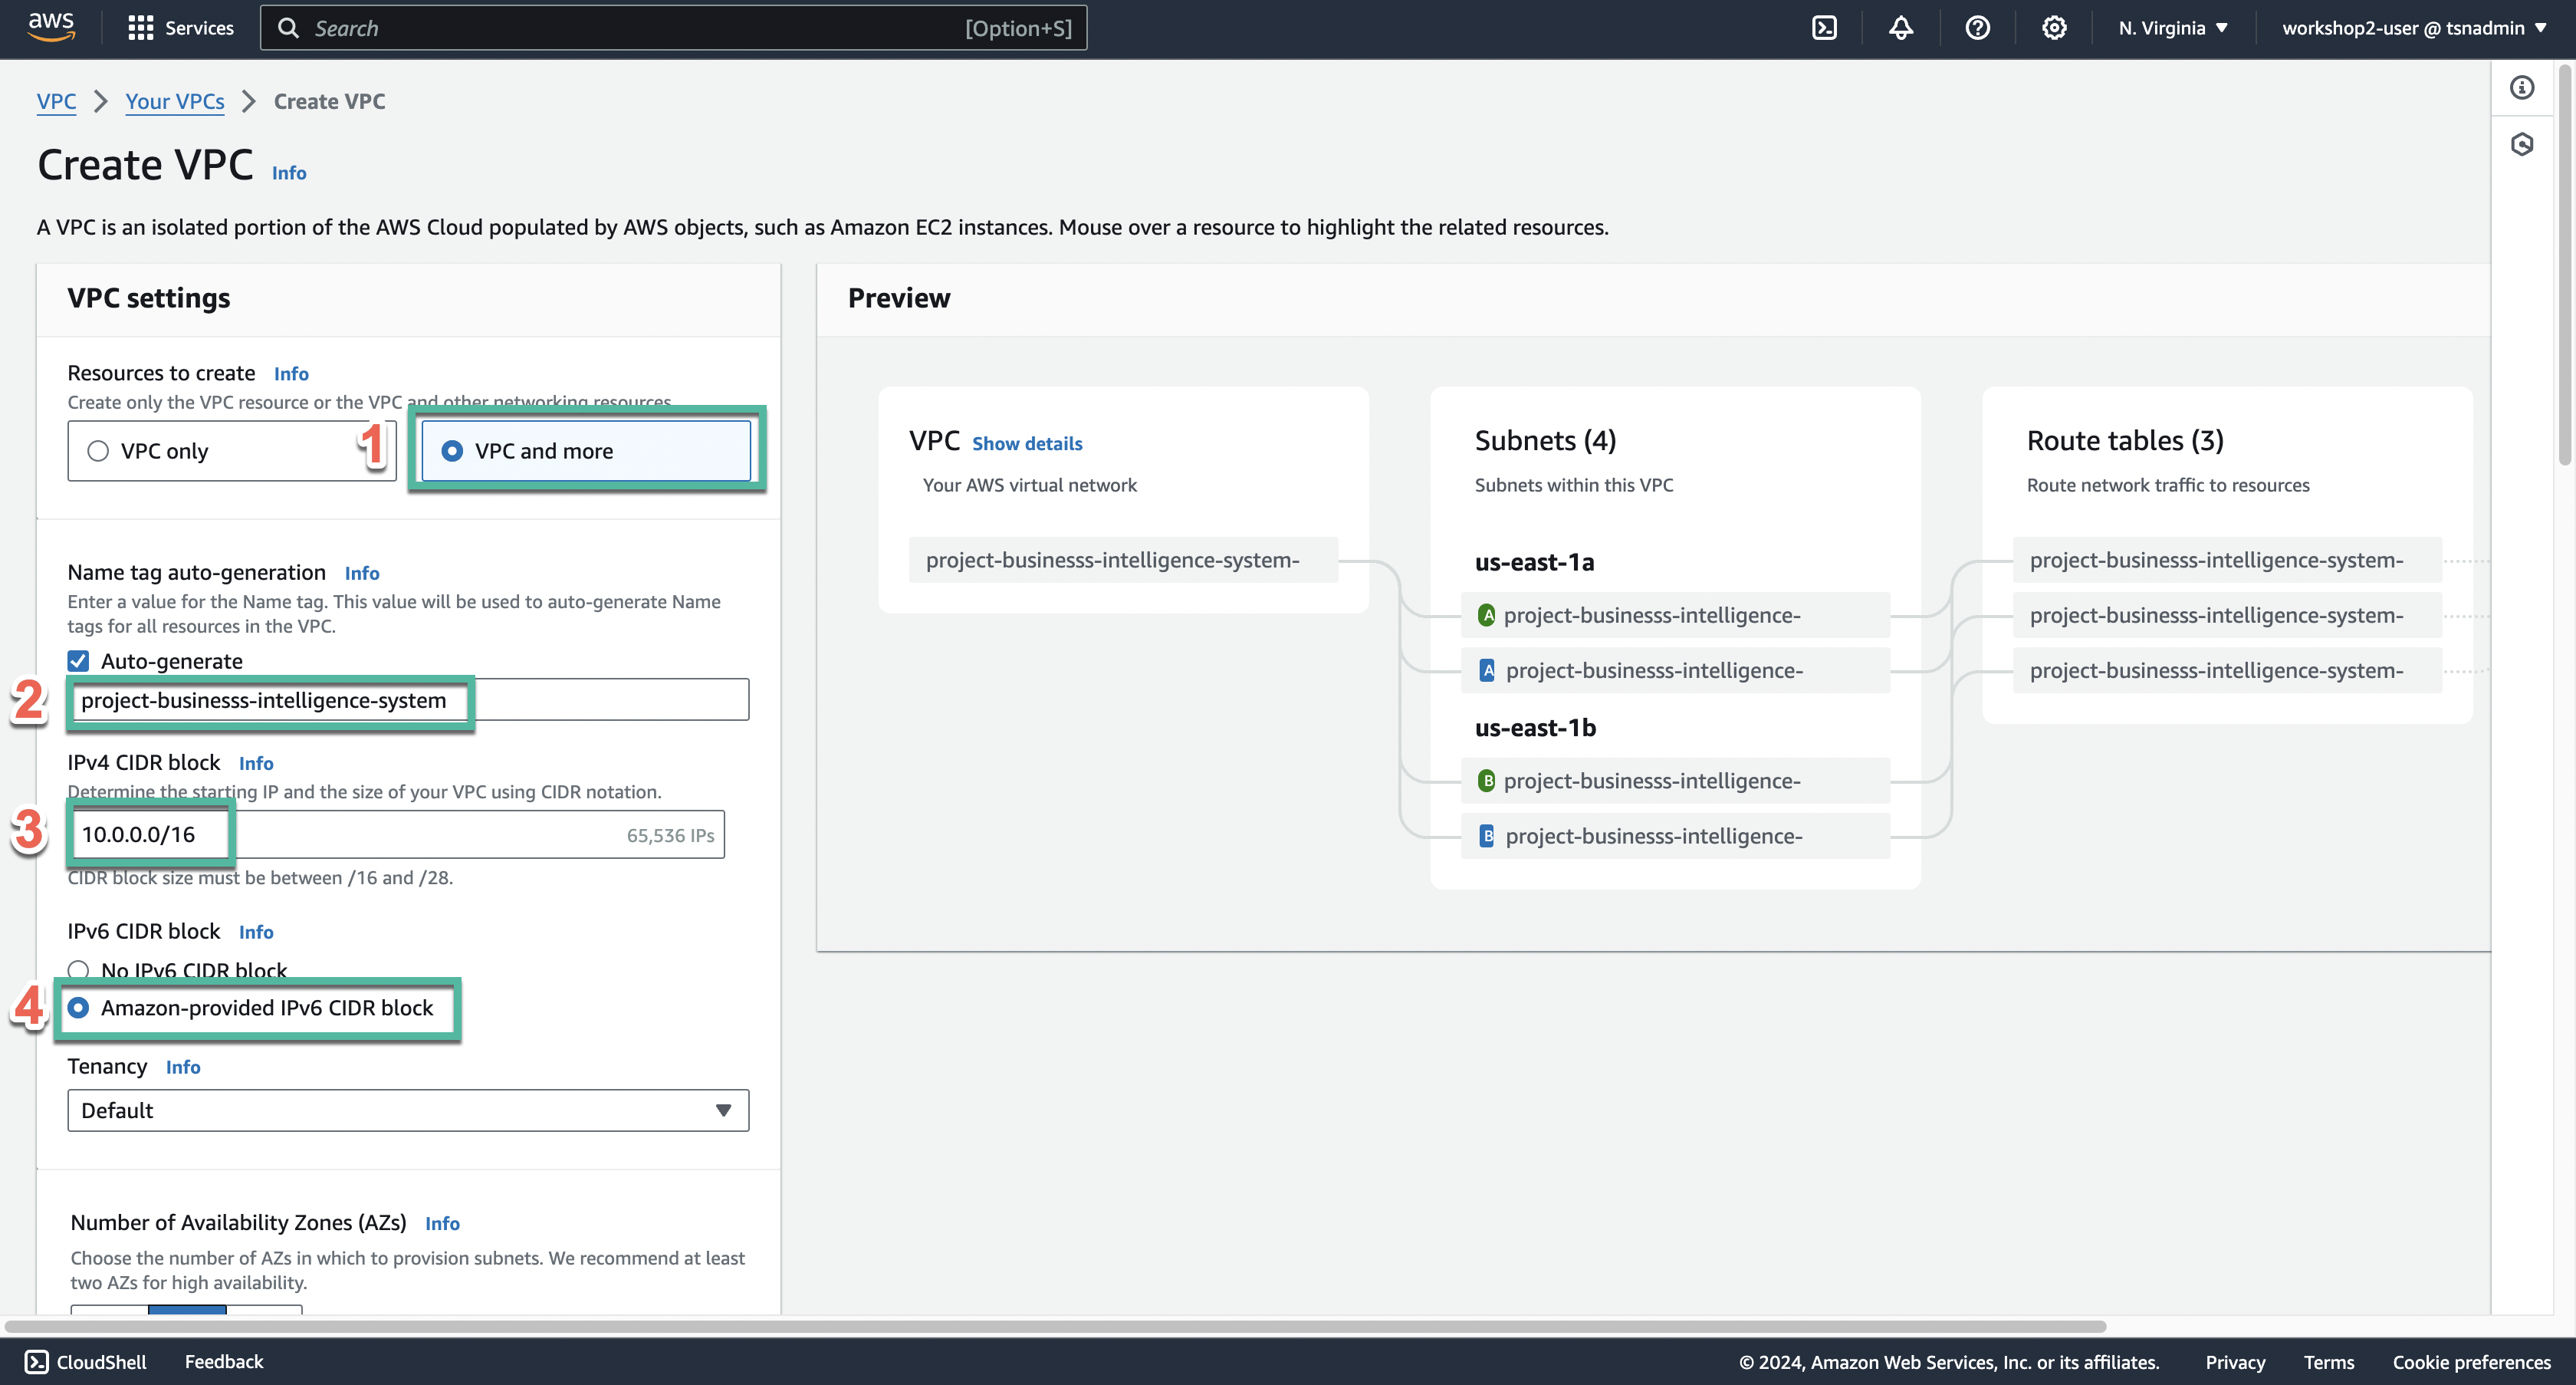 aws
Services
Search
[Option+S]
N. Virginia
workshop2-user @ tsnadmin
VPC
Your VPCs
Create VPC
Create VPC Info
A VPC is an isolated portion of the AWS Cloud populated by AWS objects, such as Amazon EC2 instances. Mouse over a resource to highlight the related resources.
VPC settings
Resources to create Info
Create only the VPC resource or the VPC and other networking resources.
VPC only
1
VPC and more
Name tag auto-generation Info
Enter a value for the Name tag. This value will be used to auto-generate Name
tags for all resources in the VPC.
Auto-generate
2
project-businesss-intelligence-system
IPv4 CIDR block Info
Determine the starting IP and the size of your VPC using CIDR notation.
3
10.0.0.0/16
65,536 IPs
CIDR block size must be between /16 and /28.
IPv6 CIDR block Info
No IPv6 CIDR block
4
Amazon-provided IPv6 CIDR block
Tenancy Info
Default
Number of Availability Zones (AZs) Info
Choose the number of AZs in which to provision subnets. We recommend at least
two AZs for high availability.
Preview
VPC Show details
Your AWS virtual network
project-businesss-intelligence-system-
Subnets (4)
Subnets within this VPC
us-east-1a
A project-businesss-intelligence-
A project-businesss-intelligence-
us-east-1b
B project-businesss-intelligence-
B project-businesss-intelligence-
Route tables (3)
Route network traffic to resources
project-businesss-intelligence-system-
project-businesss-intelligence-system-
project-businesss-intelligence-system-
CloudShell
Feedback
© 2024, Amazon Web Services, Inc. or its affiliates.
Privacy
Terms
Cookie preferences